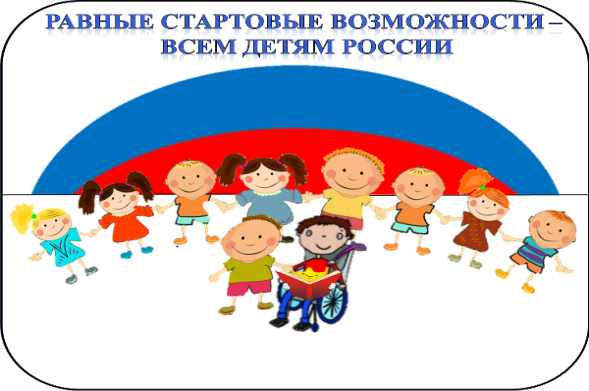 РАВНЫЕ СТАРТОВЫЕ ВОЗМОЖНОСТИ –
ВСЕМ ДЕТЯМ РОССИИ